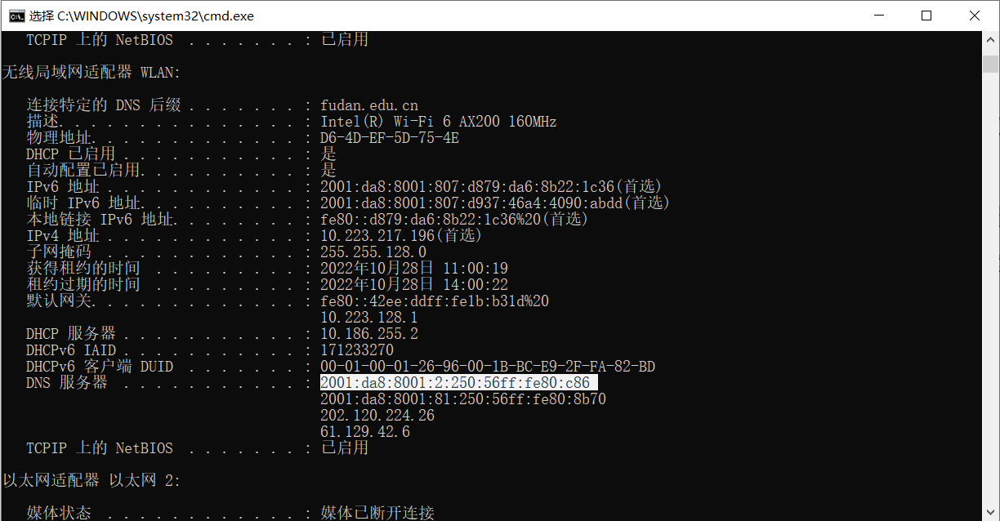 选择 C:\WINDOWS\system32\cmd.exe
TCPIP 上的 NetBIOS . . . . . . . : 已启用
无线局域网适配器 WLAN:
连接特定的 DNS 后缀 . . . . . . . : fudan.edu.cn
描述. . . . . . . . . . . . . . . : Intel(R) Wi-Fi 6 AX200 160MHz
物理地址. . . . . . . . . . . . . : D6-4D-EF-5D-75-4E
DHCP 已启用 . . . . . . . . . . . : 是
自动配置已启用. . . . . . . . . . : 是
IPv6 地址 . . . . . . . . . . . . : 2001:da8:8001:807:d879:da6:8b22:1c36(首选)
临时 IPv6 地址. . . . . . . . . . : 2001:da8:8001:807:d937:46a4:4090:abdd(首选)
本地链接 IPv6 地址. . . . . . . . : fe80::d879:da6:8b22:1c36%20(首选)
IPv4 地址 . . . . . . . . . . . . : 10.223.217.196(首选)
子网掩码 . . . . . . . . . . . . : 255.255.128.0
获得租约的时间 . . . . . . . . . : 2022年10月28日 11:00:19
租约过期的时间 . . . . . . . . . : 2022年10月28日 14:00:22
默认网关. . . . . . . . . . . . . : fe80::42ee:ddff:fe1b:b31d%20
10.223.128.1
DHCP 服务器 . . . . . . . . . . . : 10.186.255.2
DHCPv6 IAID . . . . . . . . . . . : 171233270
DHCPv6 客户端 DUID . . . . . . . : 00-01-00-01-26-96-00-1B-BC-E9-2F-FA-82-BD
DNS 服务器 . . . . . . . . . . . : 2001:da8:8001:2:250:56ff:fe80:c86
2001:da8:8001:81:250:56ff:fe80:8b70
202.120.224.26
61.129.42.6
TCPIP 上的 NetBIOS . . . . . . . : 已启用
以太网适配器 以太网 2:
媒体状态 . . . . . . . . . . . . : 媒体已断开连接